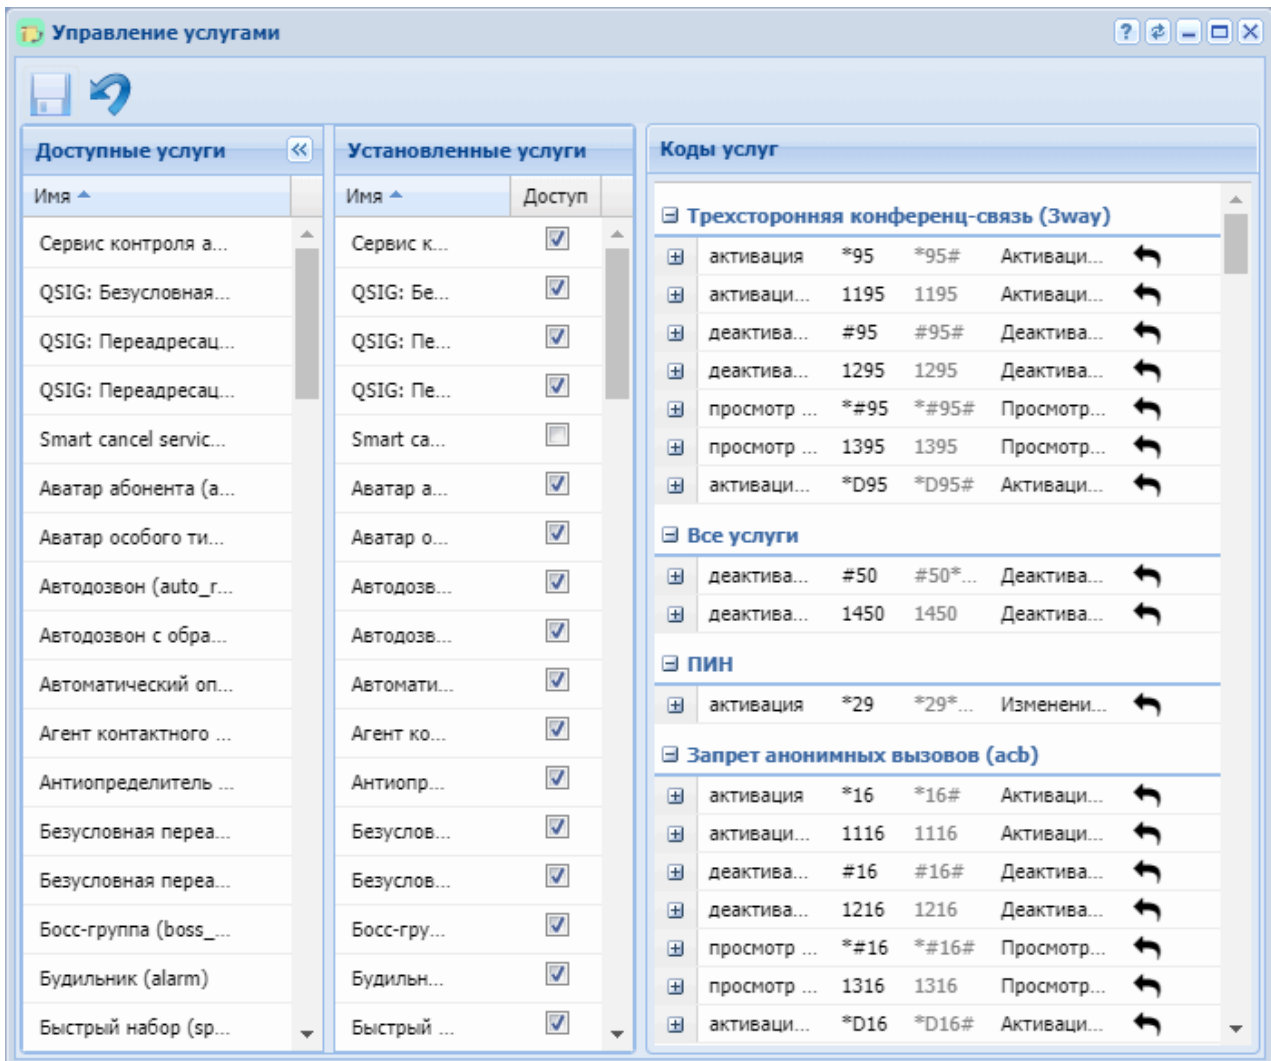 Управление услугами
Доступные услуги
Имя
Сервис контроля а...
QSIG: Безусловная...
QSIG: Переадресац...
QSIG: Переадресац...
Smart cancel servic...
Аватар абонента (a...
Аватар особого ти...
Автодозвон (auto_r...
Автодозвон с обра...
Автоматический оп...
Агент контактного ...
Антиопределитель ...
Безусловная переа...
Безусловная переа...
Босс-группа (boss_...
Будильник (alarm)
Быстрый набор (sp...
Установленные услуги
Имя Доступ
Сервис к...
QSIG: Бе...
QSIG: Пе...
QSIG: Пе...
Smart ca...
Аватар а...
Аватар о...
Автодозв...
Автодозв...
Автомати...
Агент ко...
Антиопр...
Безуслов...
Безуслов...
Босс-гру...
Будильн...
Быстрый ...
Коды услуг
Трехсторонняя конференц-связь (3way)
активация *95 *95# Активаци...
активаци... 1195 1195 Активаци...
деактива... #95 #95# Деактива...
деактива... 1295 1295 Деактива...
просмотр ... *#95 *#95# Просмотр...
просмотр ... 1395 1395 Просмотр...
активаци... *D95 *D95# Активаци...
Все услуги
деактива... #50 #50*... Деактива...
деактива... 1450 1450 Деактива...
ПИН
активация *29 *29*... Изменени...
Запрет анонимных вызовов (acb)
активация *16 *16# Активаци...
активаци... 1116 1116 Активаци...
деактива... #16 #16# Деактива...
деактива... 1216 1216 Деактива...
просмотр ... *#16 *#16# Просмотр...
просмотр ... 1316 1316 Просмотр...
активаци... *D16 *D16# Активаци...